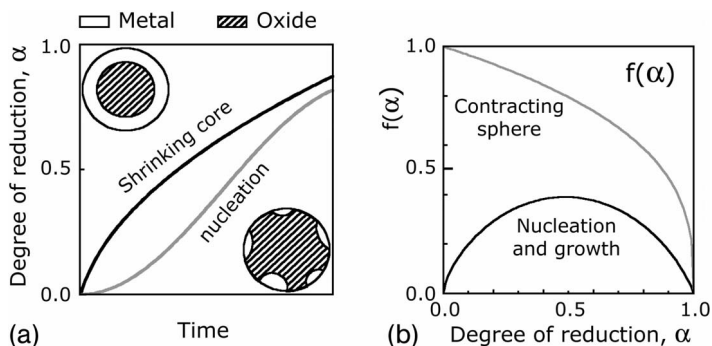 Metal Oxide
1.0
0.5
0.0
Degree of reduction, α
Shrinking core
nucleation
(a)
Time
1.0
0.5
0.0
f(α)
f(α)
Contracting
sphere
Nucleation
and growth
0.0 0.5 1.0
(b)
Degree of reduction, α